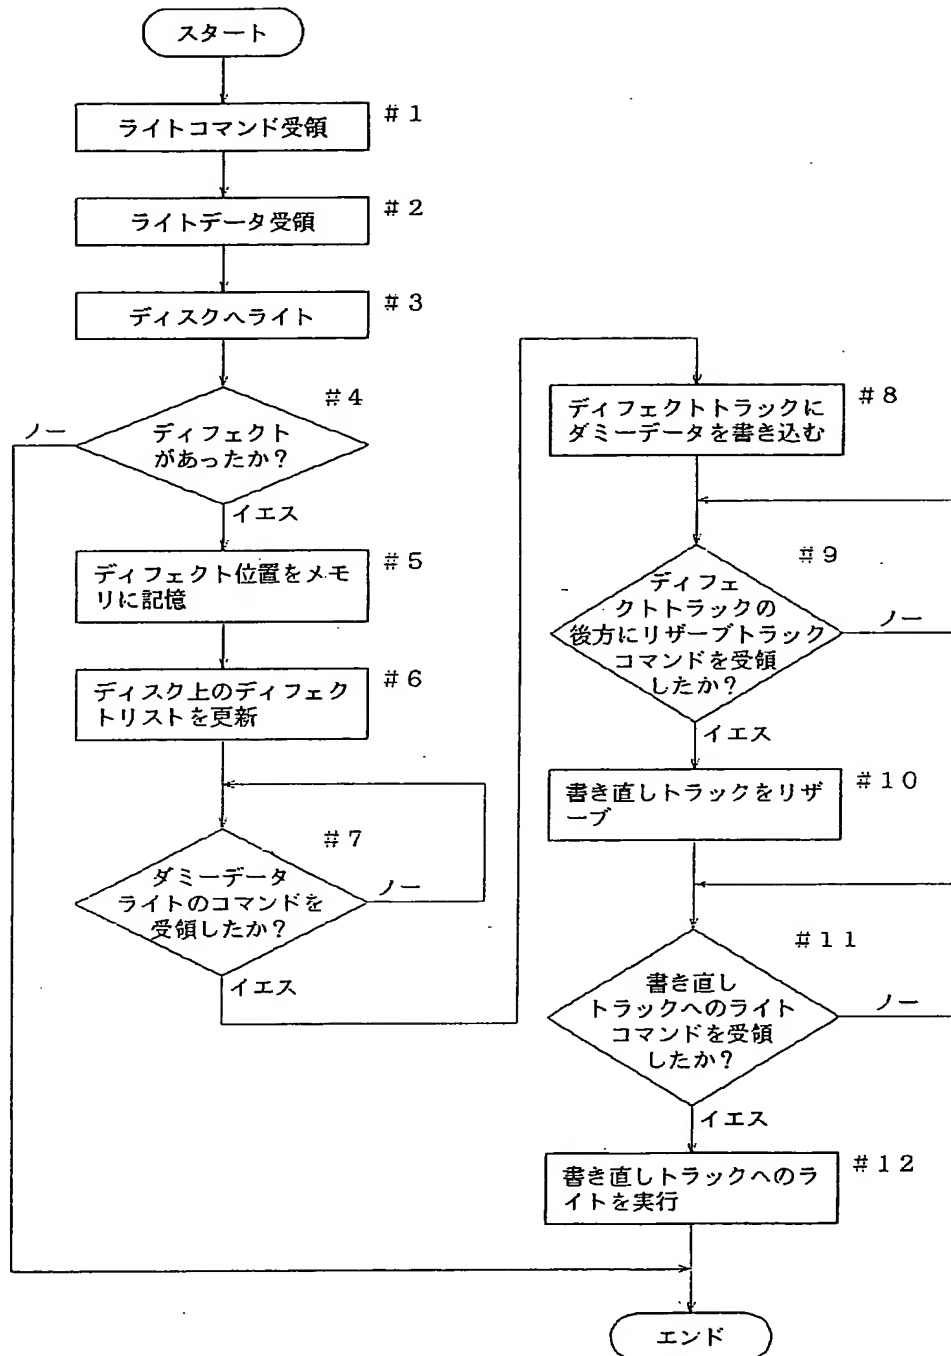 スタート
ライトコマンド受領
#1
ライトデータ受領
#2
ディスクへライト
#3
#4
ノー
ディフェクト
があったか？
イエス
ディフェクト位置をメモ
リに記憶
#5
ディスク上のディフェク
トリストを更新
#6
#7
ダミーデータ
ライトのコマンドを
受領したか？
ノー
イエス
ディフェクトトラックに
ダミーデータを書き込む
#8
#9
ディフェ
クトトラックの
後方にリザーブトラック
コマンドを受領
したか？
ノー
イエス
書き直しトラックをリザ
ーブ
#10
#11
書き直し
トラックへのライト
コマンドを受領
したか？
ノー
イエス
書き直しトラックへのラ
イトを実行
#12
エンド